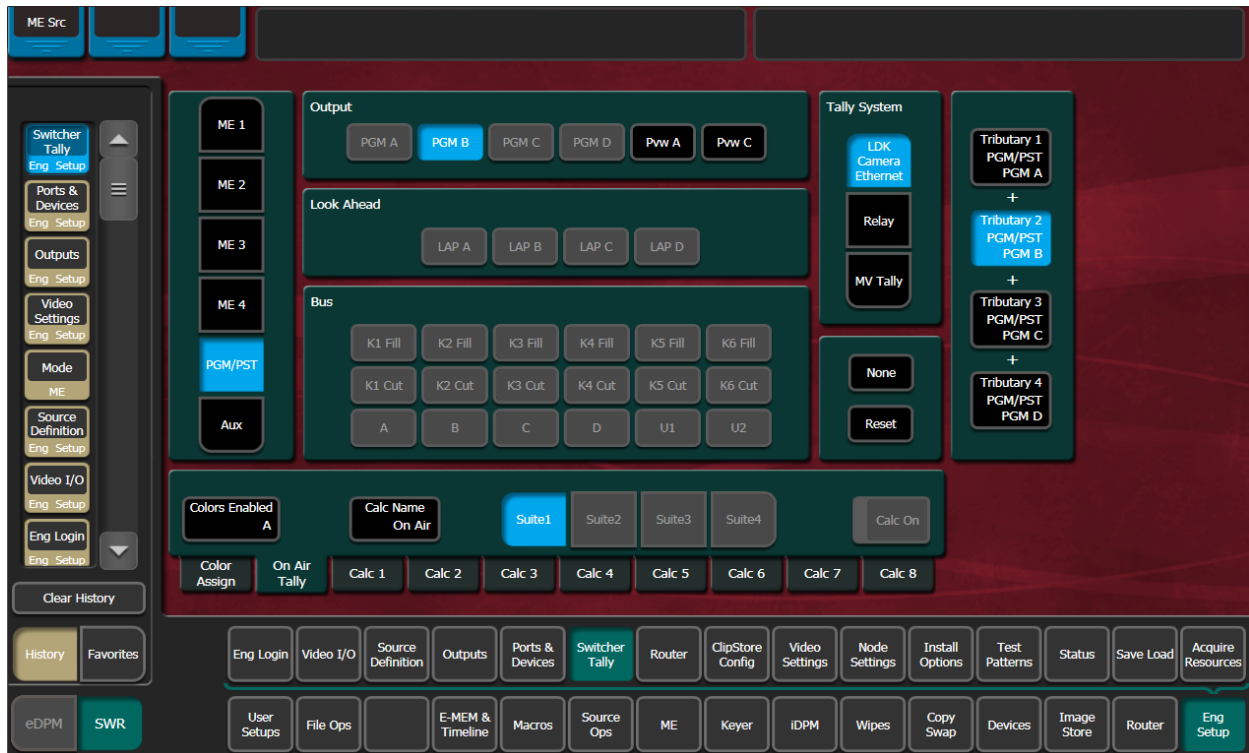 ME Src
Switcher
Tally
Eng Setup
Ports &
Devices
Eng Setup
Outputs
Eng Setup
Video
Settings
Eng Setup
Mode
ME
Source
Definition
Eng Setup
Video I/O
Eng Setup
Eng Login
Eng Setup
Clear History
History
Favorites
eDPM
SWR
ME 1
ME 2
ME 3
ME 4
PGM/PST
Aux
Output
PGM A
PGM B
PGM C
PGM D
Pvw A
Pvw C
Look Ahead
LAP A
LAP B
LAP C
LAP D
Bus
K1 Fill
K2 Fill
K3 Fill
K4 Fill
K5 Fill
K6 Fill
K1 Cut
K2 Cut
K3 Cut
K4 Cut
K5 Cut
K6 Cut
A
B
C
D
U1
U2
Tally System
LDK
Camera
Ethernet
Relay
MV Tally
None
Reset
Tributary 1
PGM/PST
PGM A
+
Tributary 2
PGM/PST
PGM B
+
Tributary 3
PGM/PST
PGM C
+
Tributary 4
PGM/PST
PGM D
Colors Enabled
A
Calc Name
On Air
Suite1
Suite2
Suite3
Suite4
Calc On
Color
Assign
On Air
Tally
Calc 1
Calc 2
Calc 3
Calc 4
Calc 5
Calc 6
Calc 7
Calc 8
Eng Login
Video I/O
Source
Definition
Outputs
Ports &
Devices
Switcher
Tally
Router
ClipStore
Config
Video
Settings
Node
Settings
Install
Options
Test
Patterns
Status
Save Load
Acquire
Resources
User
Setups
File Ops
E-MEM &
Timeline
Macros
Source
Ops
ME
Keyer
iDPM
Wipes
Copy
Swap
Devices
Image
Store
Router
Eng
Setup